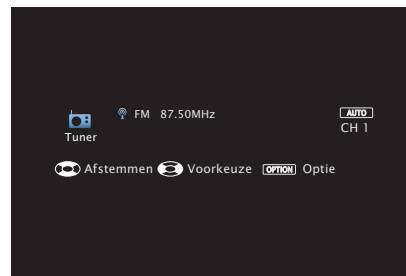 FM 87.50MHz
AUTO
CH 1
Tuner
Afstemmen Voorkeuze OPTION Optie